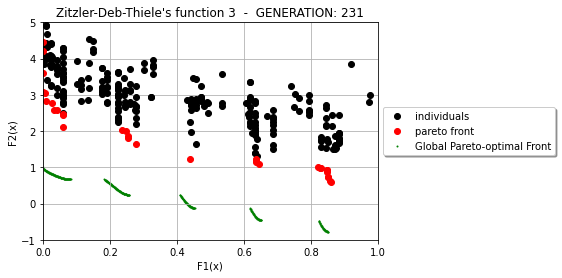 Zitzler-Deb-Thiele's function 3 - GENERATION: 231
5
4
3
2
1
0
−1
F2(x)
0.0 0.2 0.4 0.6 0.8 1.0
F1(x)
individuals
pareto front
Global Pareto-optimal Front